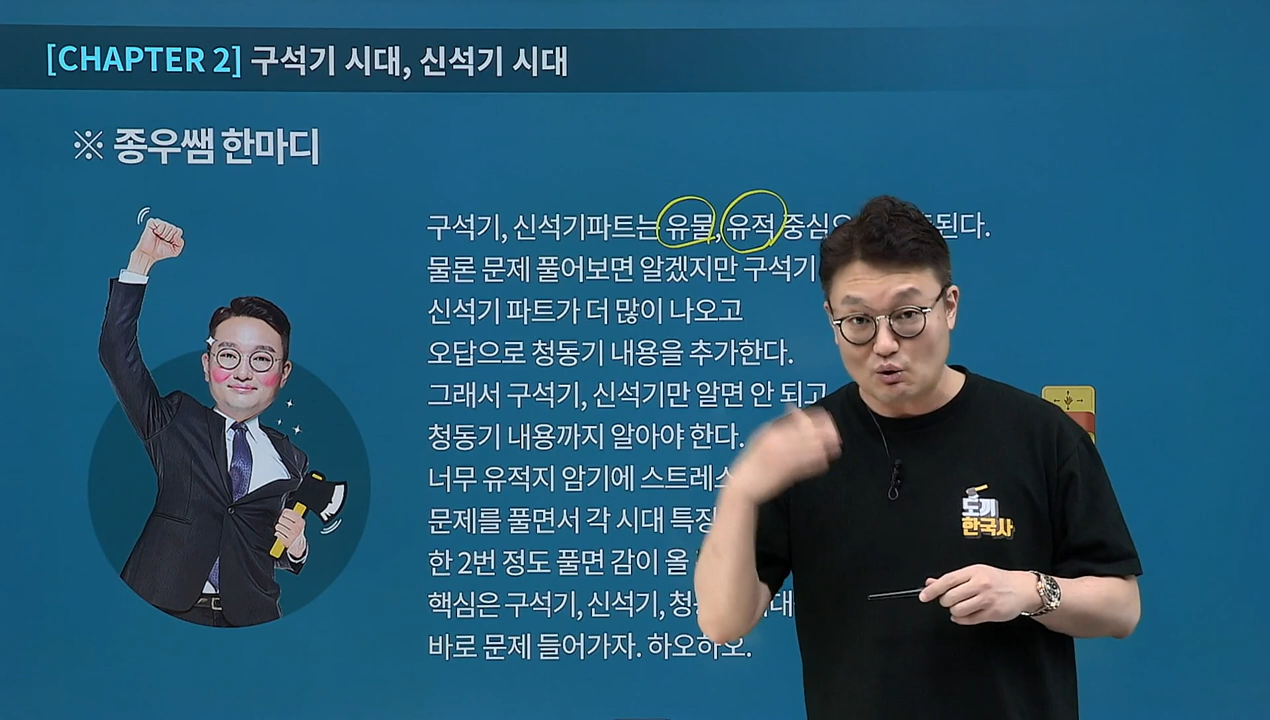 [CHAPTER 2] 구석기 시대, 신석기 시대
※ 종우쌤 한마디
구석기, 신석기파트는 유물, 유적 중심으 된다.
물론 문제 풀어보면 알겠지만 구석기
신석기 파트가 더 많이 나오고
오답으로 청동기 내용을 추가한다.
그래서 구석기, 신석기만 알면 안 되고
청동기 내용까지 알아야 한다.
너무 유적지 암기에 스트레스
문제를 풀면서 각 시대 특징
한 2번 정도 풀면 감이 올
핵심은 구석기, 신석기,
바로 문제 들어가자. 하오하오.
도끼
한국사